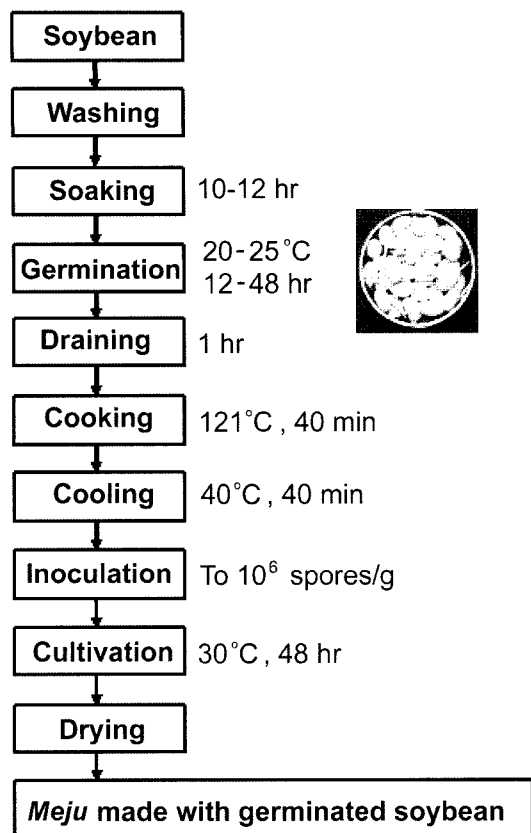 Soybean
Washing
Soaking
10-12 hr
Germination
20-25°C
12-48 hr
Draining
1 hr
Cooking
121°C , 40 min
Cooling
40°C , 40 min
Inoculation
To 10⁶ spores/g
Cultivation
30°C , 48 hr
Drying
Meju made with germinated soybean